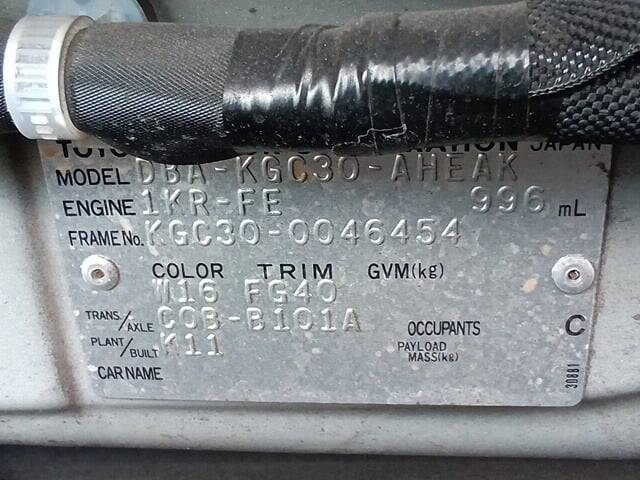 JAPAN
MODEL DBA-KGC30-AHEAK
ENGINE 1KR-FE 996 mL
FRAME No. KGC30-0046454
COLOR TRIM GVM(kg)
W16 FG40
TRANS./AXLE C0B-B101A OCCUPANTS C
PLANT/BUILT K11 PAYLOAD MASS(kg)
CAR NAME
30881